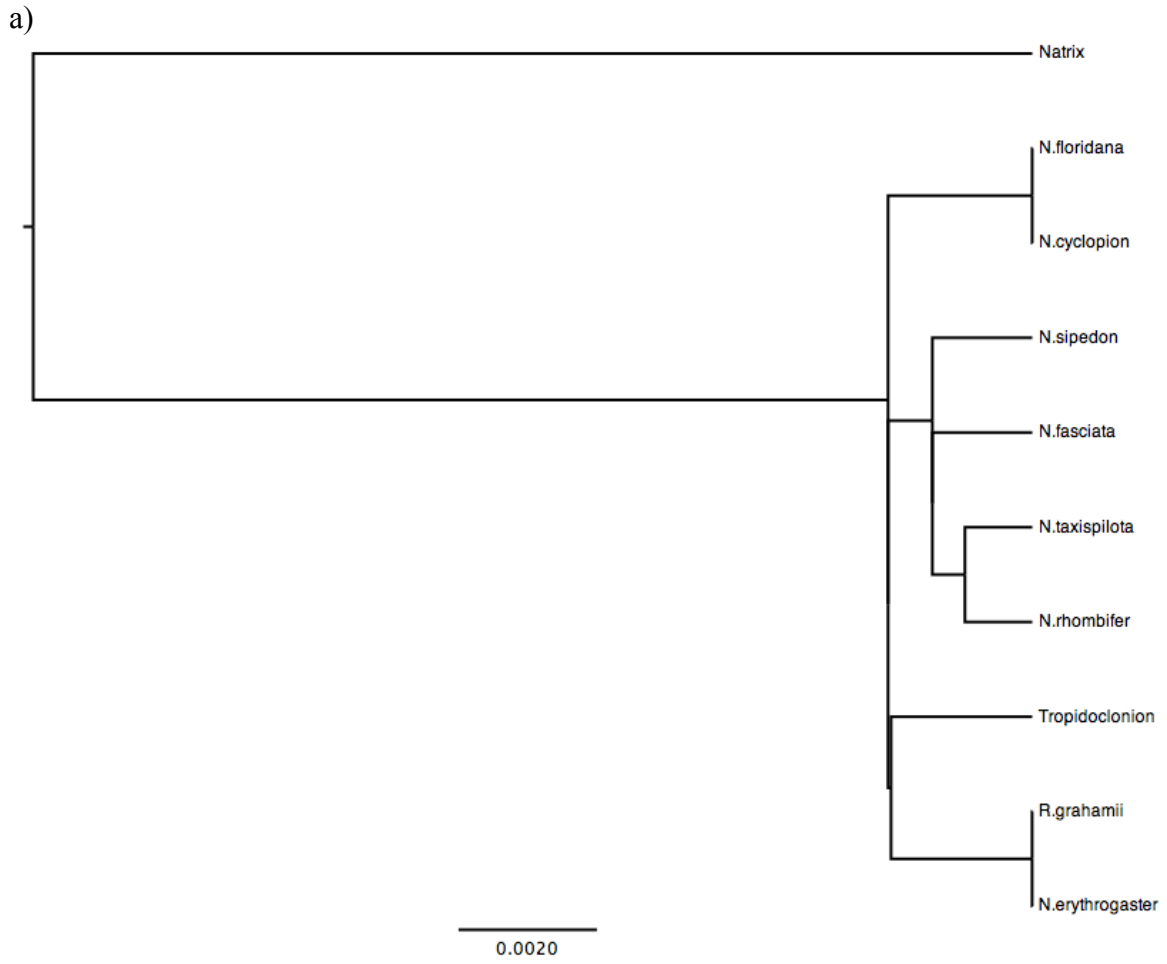 a)
Natrix
N.floridana
N.cyclopion
N.sipedon
N.fasciata
N.taxispilota
N.rhombifer
Tropidoclonion
R.grahamii
N.erythrogaster
0.0020